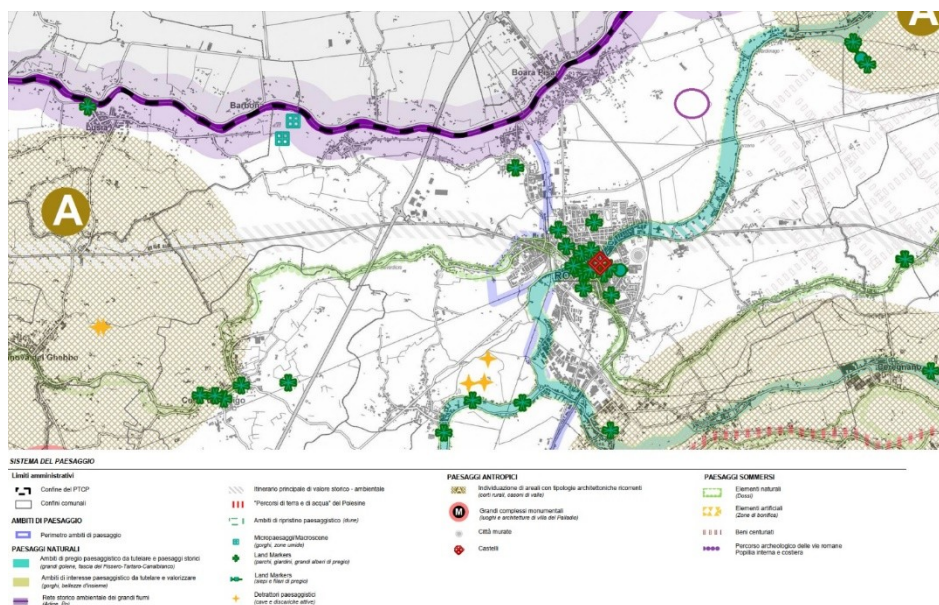 A
A
Boara Pisani
Barbona
Lusia
RO
SISTEMA DEL PAESAGGIO
Limiti amministrativi
Confine del PTCP
Confini comunali
AMBITI DI PAESAGGIO
Perimetro ambiti di paesaggio
PAESAGGI NATURALI
Ambiti di pregio paesaggistico da tutelare e paesaggi storici
(grandi golene, fascia del Fissero-Tartaro-Canalbianco)
Ambiti di interesse paesaggistico da tutelare e valorizzare
(gorghi, bellezze d'insieme)
Rete storico ambientale dei grandi fiumi
(Adige, Po)
Itinerario principale di valore storico - ambientale
"Percorsi di terra e di acqua" del Polesine
Ambiti di ripristino paesaggistico (dune)
Micropaesaggi/Macroscene
(gorghi, zone umide)
Land Markers
(parchi, giardini, grandi alberi di pregio)
Land Markers
(siepi e filari di pregio)
Detrattori paesaggistici
(cave e discariche attive)
PAESAGGI ANTROPICI
Individuazione di areali con tipologie architettoniche ricorrenti
(corti rurali, casoni di valle)
M
Grandi complessi monumentali
(luoghi e architetture di villa del Palladio)
Città murate
Castelli
PAESAGGI SOMMERSI
Elementi naturali
(Dossi)
Elementi artificiali
(Zone di bonifica)
Beni centuriati
Percorso archeologico delle vie romane
Popilia interna e costiera